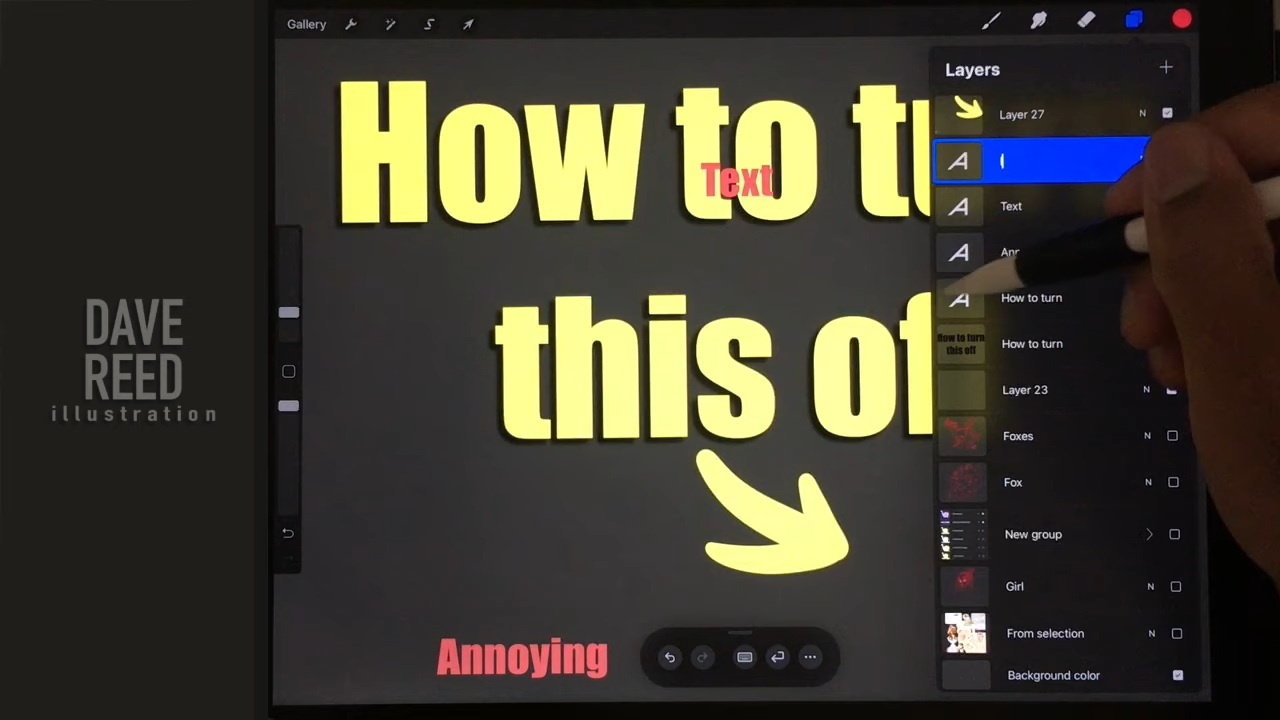 DAVE
REED
illustration
Gallery
How to tu
Text
this of
Annoying
Layers
Layer 27 N
A
A Text
A
A How to turn
How to turn
this off
How to turn
Layer 23 N
Foxes N
Fox N
New group
Girl N
From selection N
Background color